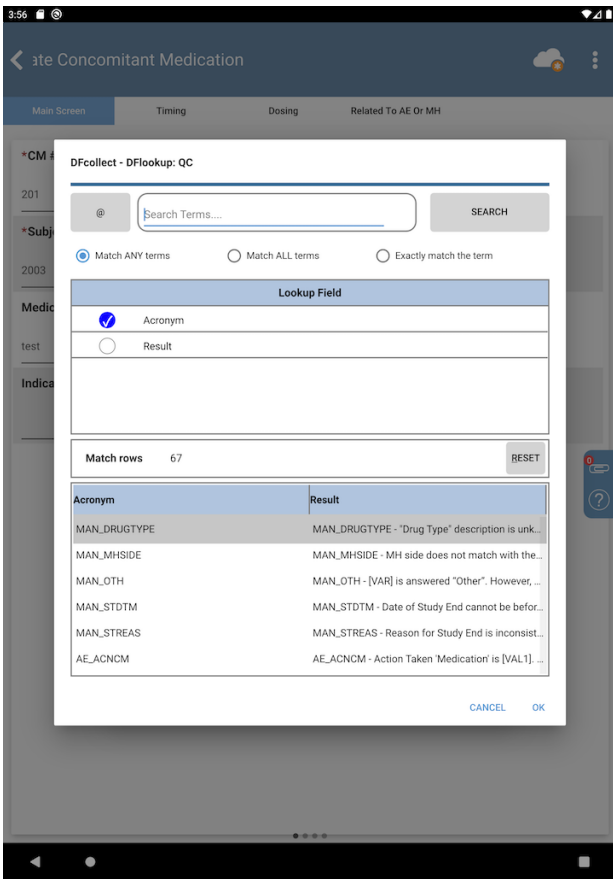 3:56
ate Concomitant Medication
Main Screen Timing Dosing Related To AE Or MH
*CM #
201
*Subj
2003
Medic
test
Indica
DFcollect - DFlookup: QC
@ Search Terms.... SEARCH
Match ANY terms Match ALL terms Exactly match the term
Lookup Field
Acronym
Result
Match rows 67 RESET
0
?
Acronym Result
MAN_DRUGTYPE MAN_DRUGTYPE - "Drug Type" description is unk...
MAN_MHSIDE MAN_MHSIDE - MH side does not match with the...
MAN_OTH MAN_OTH - [VAR] is answered "Other". However, ...
MAN_STDTM MAN_STDTM - Date of Study End cannot be befor...
MAN_STREAS MAN_STREAS - Reason for Study End is inconsist...
AE_ACNCM AE_ACNCM - Action Taken 'Medication' is [VAL1]. ...
CANCEL OK